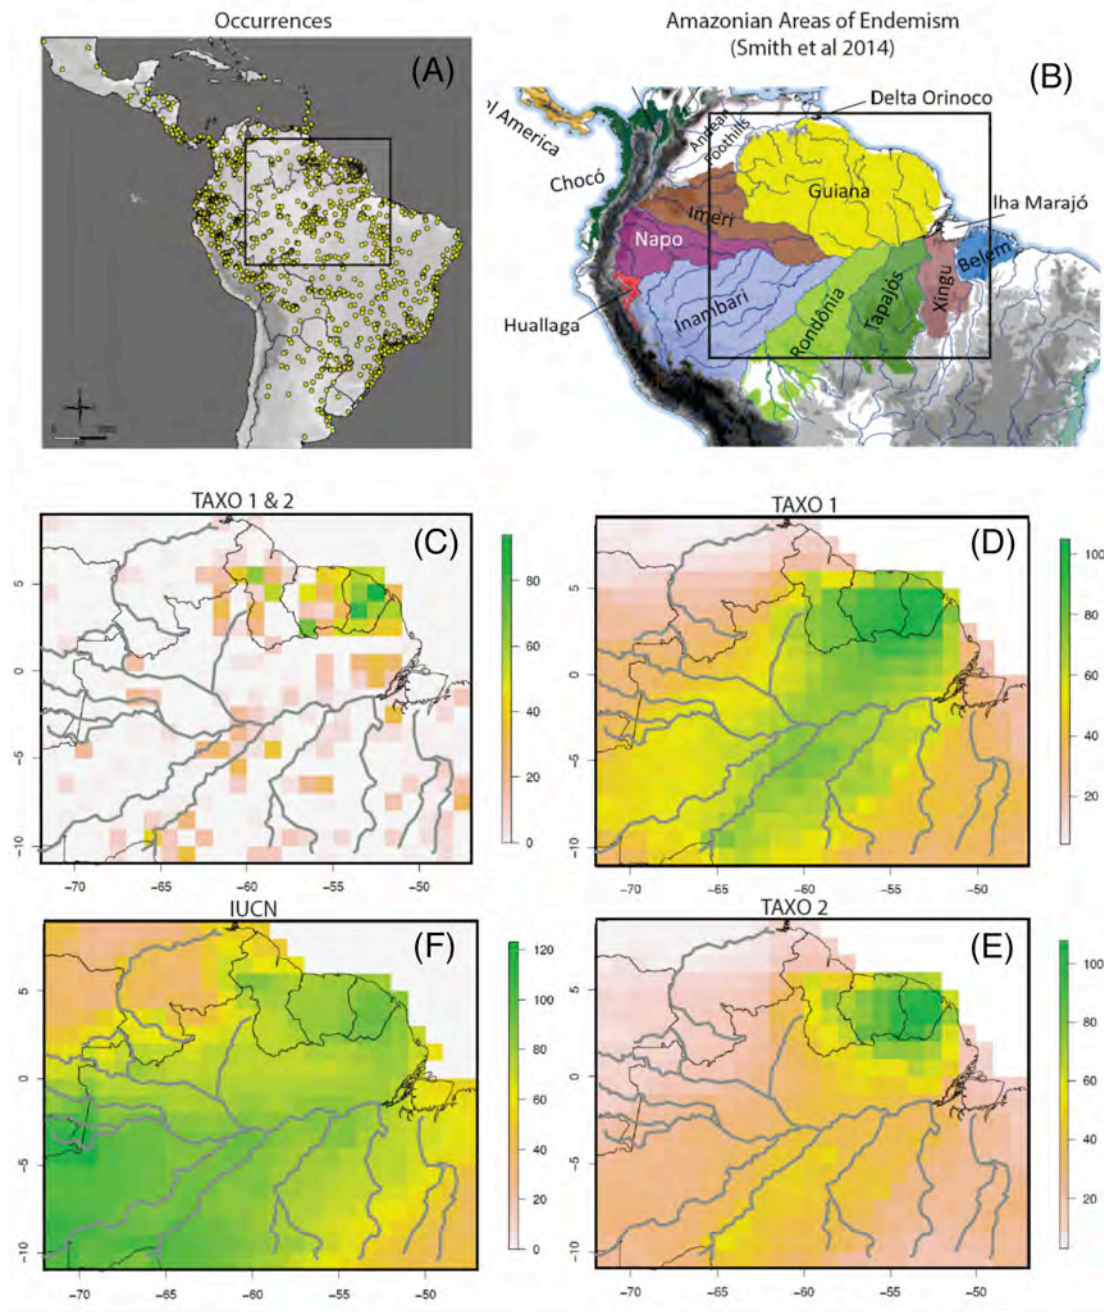 Occurrences
Amazonian Areas of Endemism
(Smith et al 2014)
(A)
(B)
Delta Orinoco
al America
Andean
Foothills
Chocó
Guiana
Ilha Marajó
Imeri
Napo
Belem
Xingu
Tapajós
Inambari
Rondônia
Huallaga
TAXO 1 & 2
TAXO 1
(C)
(D)
5
0
−5
−10
−70
−65
−60
−55
−50
80
60
40
20
0
5
0
−5
−10
−70
−65
−60
−55
−50
100
80
60
40
20
IUCN
TAXO 2
(F)
(E)
5
0
−5
−10
−70
−65
−60
−55
−50
120
100
80
60
40
20
0
5
0
−5
−10
−70
−65
−60
−55
−50
100
80
60
40
20